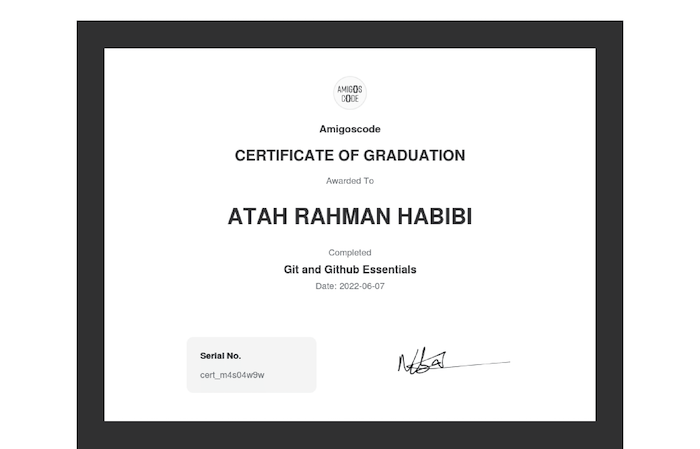 AMIGOS
CODE
Amigoscode
CERTIFICATE OF GRADUATION
Awarded To
ATAH RAHMAN HABIBI
Completed
Git and Github Essentials
Date: 2022-06-07
Serial No.
cert_m4s04w9w